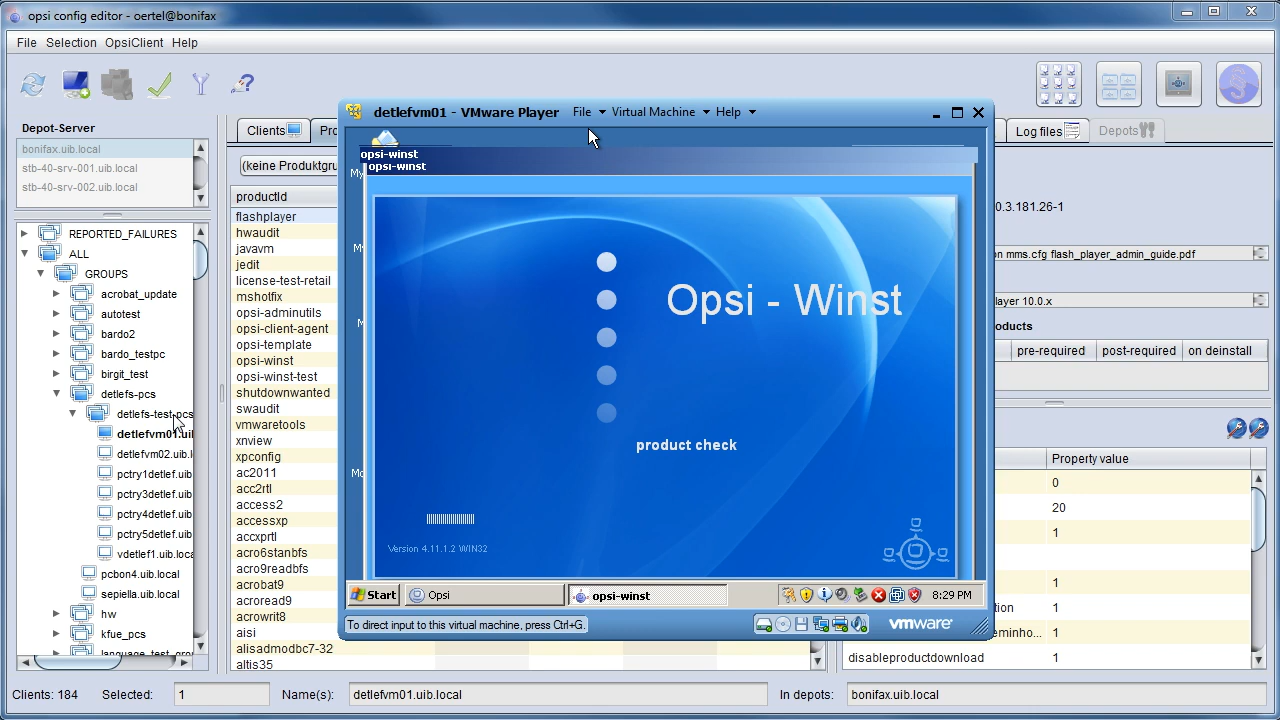 opsi config editor - oertel@bonifax
File Selection OpsiClient Help
Depot-Server
bonifax.uib.local
stb-40-srv-001.uib.local
stb-40-srv-002.uib.local
REPORTED_FAILURES
ALL
GROUPS
acrobat_update
autotest
bardo2
bardo_testpc
birgit_test
detlefs-pcs
detlefs-test-pcs
detlefvm01.uil
detlefvm02.uib.l
pctry1detlef.uib
pctry3detlef.uib
pctry4detlef.uib
pctry5detlef.uib
vdetlef1.uib.loca
pcbon4.uib.local
sepiella.uib.local
hw
kfue_pcs
Clients
(keine Produktgru
productId
flashplayer
hwaudit
javavm
jedit
license-test-retail
mshotfix
opsi-adminutils
opsi-client-agent
opsi-template
opsi-winst
opsi-winst-test
shutdownwanted
swaudit
vmwaretools
xnview
xpconfig
ac2011
acc2rtl
access2
accessxp
accxprtl
acro6stanbfs
acro9readbfs
acrobat9
acroread9
acrowrit8
aisi
alisadmodbc7-32
altis35
detlefvm01 - VMware Player File Virtual Machine Help
opsi-winst
opsi-winst
Opsi - Winst
product check
Version 4.11.1.2 WIN32
Start Opsi opsi-winst 8:29 PM
To direct input to this virtual machine, press Ctrl+G.
vmware
Log files Depots
0.3.181.26-1
on mms.cfg flash_player_admin_guide.pdf
layer 10.0.x
oducts
pre-required post-required on deinstall
Property value
0
20
1
1
tion 1
eminho... 1
disableproductdownload 1
Clients: 184 Selected: 1 Name(s): detlefvm01.uib.local In depots: bonifax.uib.local